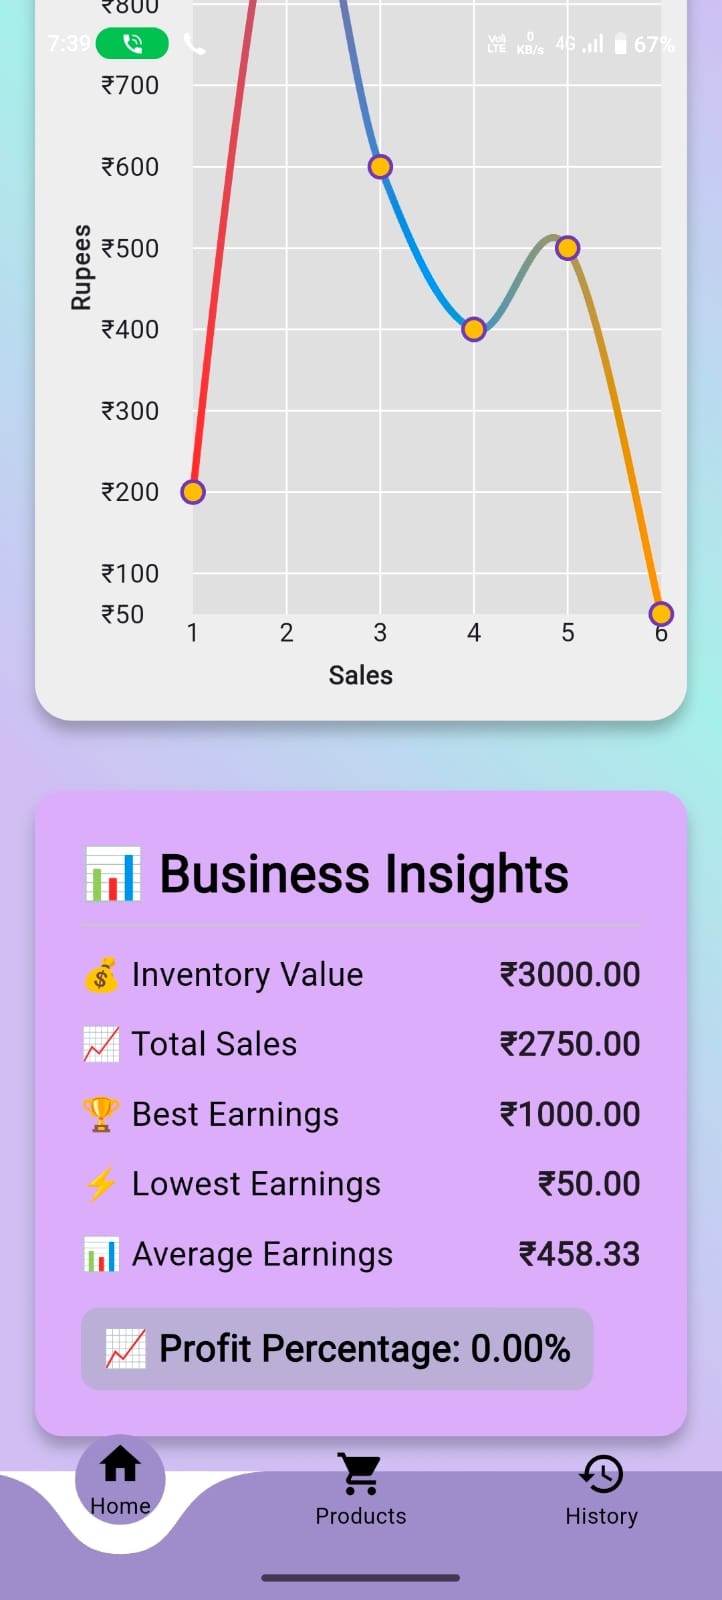 ₹800
7:39 Vo)) LTE 0 KB/s 4G 67%
₹700
₹600
₹500
Rupees
₹400
₹300
₹200
₹100
₹50
1 2 3 4 5 6
Sales
Business Insights
Inventory Value ₹3000.00
Total Sales ₹2750.00
Best Earnings ₹1000.00
Lowest Earnings ₹50.00
Average Earnings ₹458.33
Profit Percentage: 0.00%
Home Products History